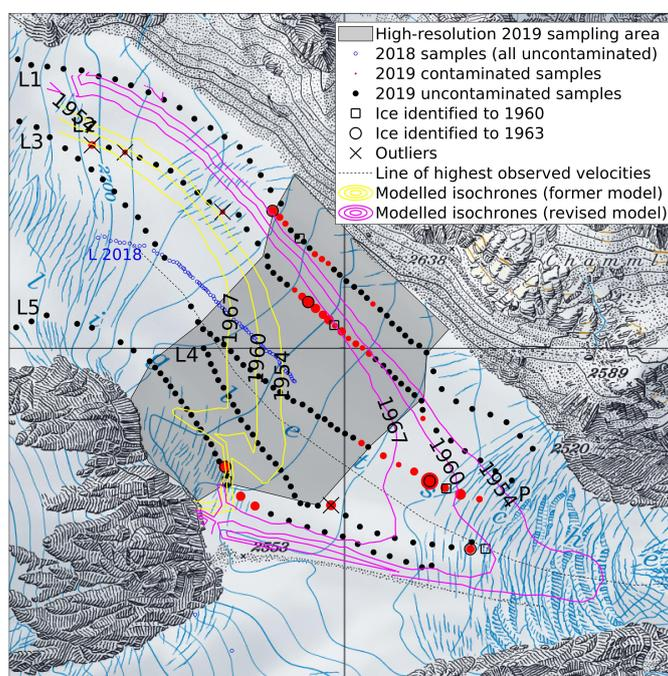 High-resolution 2019 sampling area
2018 samples (all uncontaminated)
2019 contaminated samples
2019 uncontaminated samples
Ice identified to 1960
Ice identified to 1963
Outliers
Line of highest observed velocities
Modelled isochrones (former model)
Modelled isochrones (revised model)
L1
1954
L2
L3
L 2018
2638
L5
1967
1960
1954
L4
2589
1967
2520
1960
1954
P
2553